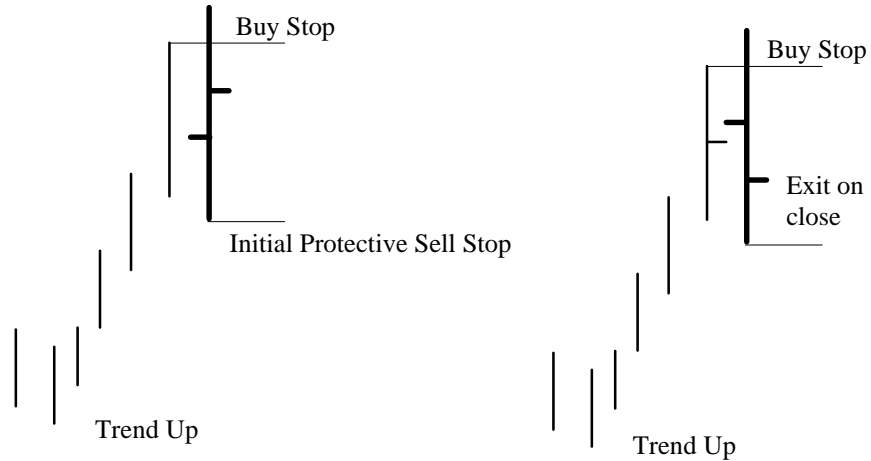 Buy Stop
Initial Protective Sell Stop
Trend Up
Buy Stop
Exit on
close
Trend Up